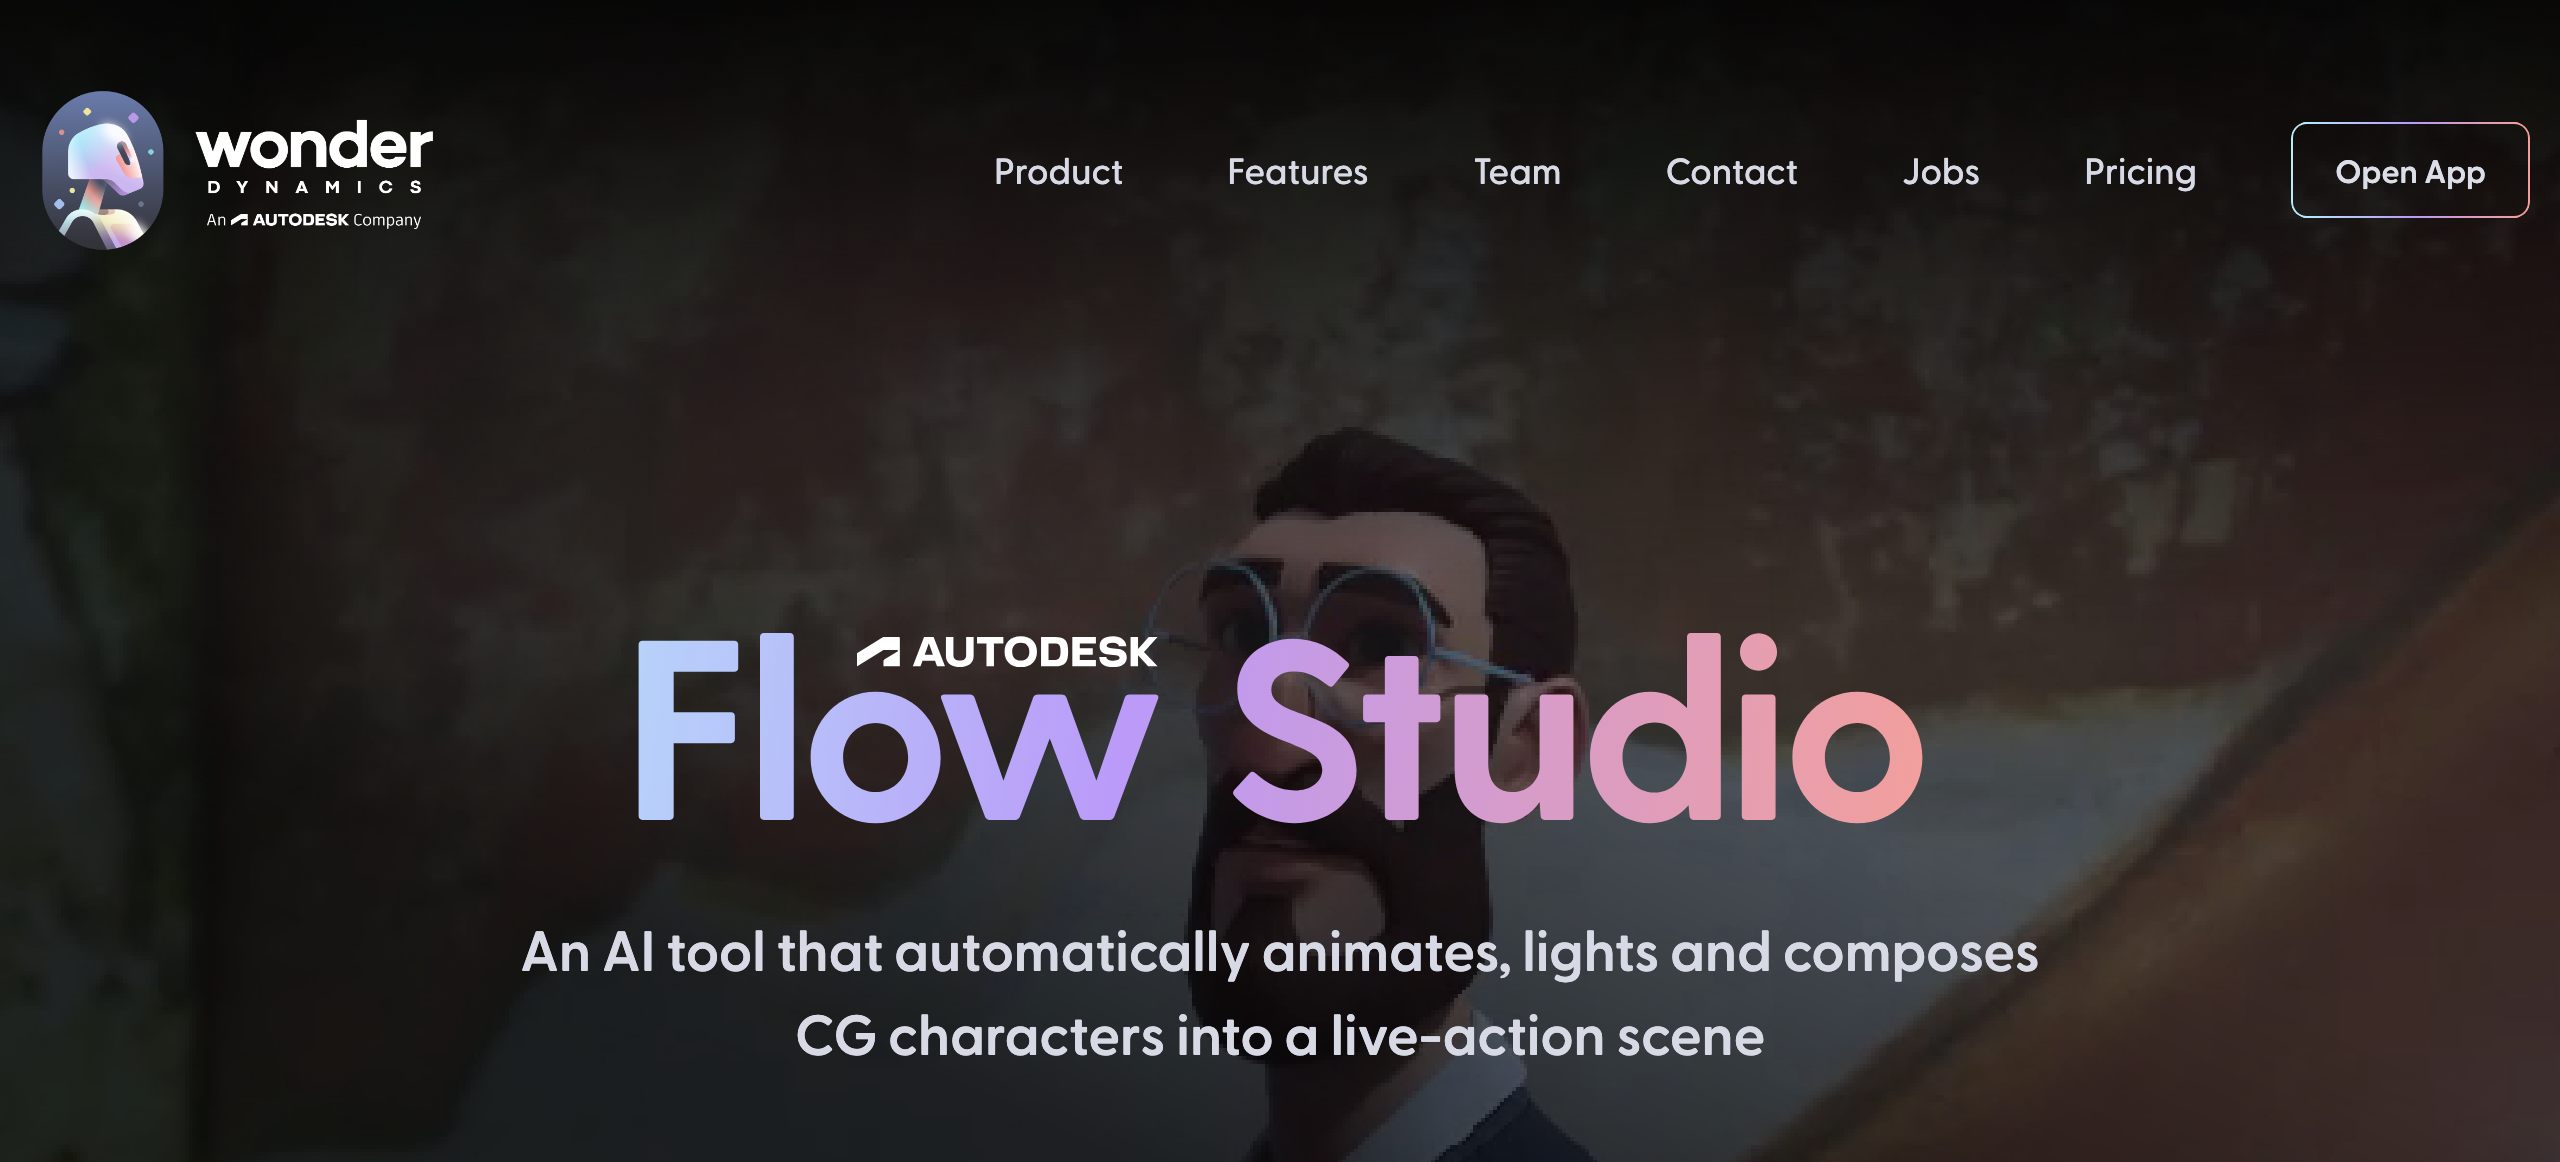 wonder
DYNAMICS
An AUTODESK Company
Product Features Team Contact Jobs Pricing Open App
AUTODESK
Flow Studio
An AI tool that automatically animates, lights and composes
CG characters into a live-action scene